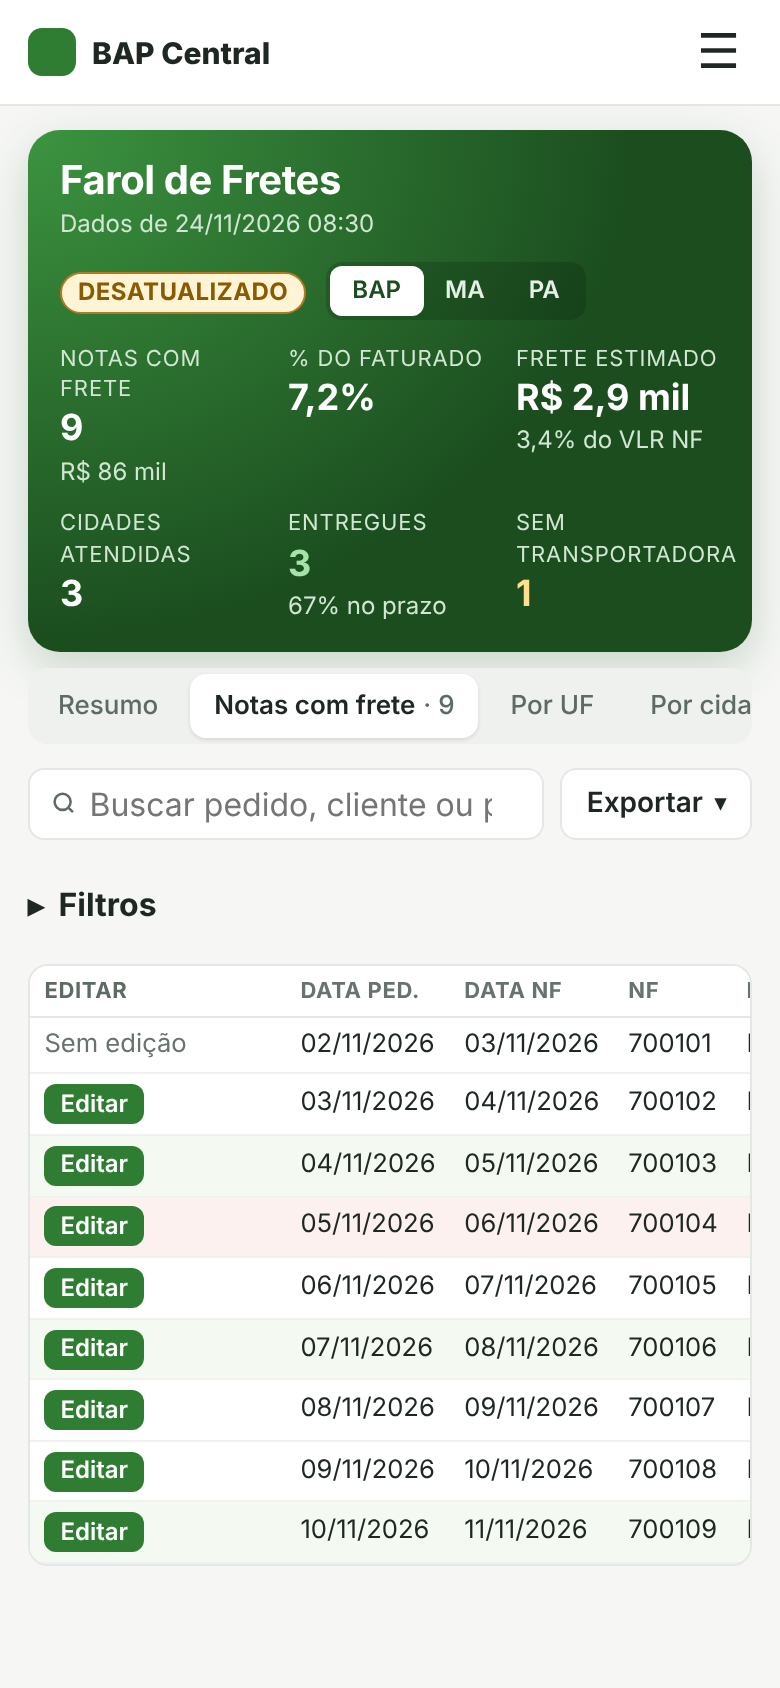 BAP Central
☰
Farol de Fretes
Dados de 24/11/2026 08:30
DESATUALIZADO BAP MA PA
NOTAS COM FRETE
9
R$ 86 mil
% DO FATURADO
7,2%
FRETE ESTIMADO
R$ 2,9 mil
3,4% do VLR NF
CIDADES ATENDIDAS
3
ENTREGUES
3
67% no prazo
SEM TRANSPORTADORA
1
Resumo Notas com frete · 9 Por UF Por cida
Buscar pedido, cliente ou
Exportar ▾
▸ Filtros
EDITAR DATA PED. DATA NF NF
Sem edição 02/11/2026 03/11/2026 700101
Editar 03/11/2026 04/11/2026 700102
Editar 04/11/2026 05/11/2026 700103
Editar 05/11/2026 06/11/2026 700104
Editar 06/11/2026 07/11/2026 700105
Editar 07/11/2026 08/11/2026 700106
Editar 08/11/2026 09/11/2026 700107
Editar 09/11/2026 10/11/2026 700108
Editar 10/11/2026 11/11/2026 700109